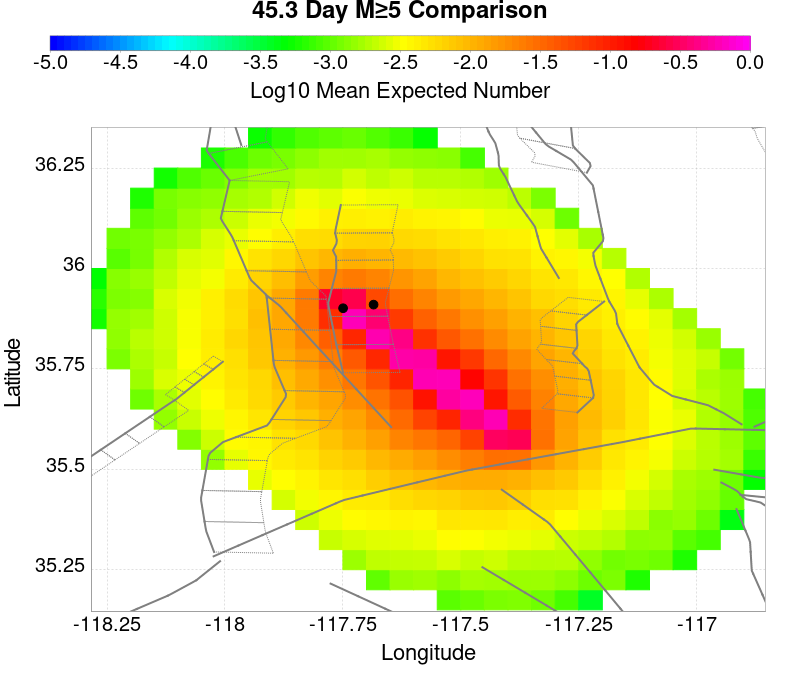 45.3 Day M≥5 Comparison
-5.0 -4.5 -4.0 -3.5 -3.0 -2.5 -2.0 -1.5 -1.0 -0.5 0.0
Log10 Mean Expected Number
36.25
36
35.75
35.5
35.25
Latitude
-118.25 -118 -117.75 -117.5 -117.25 -117
Longitude